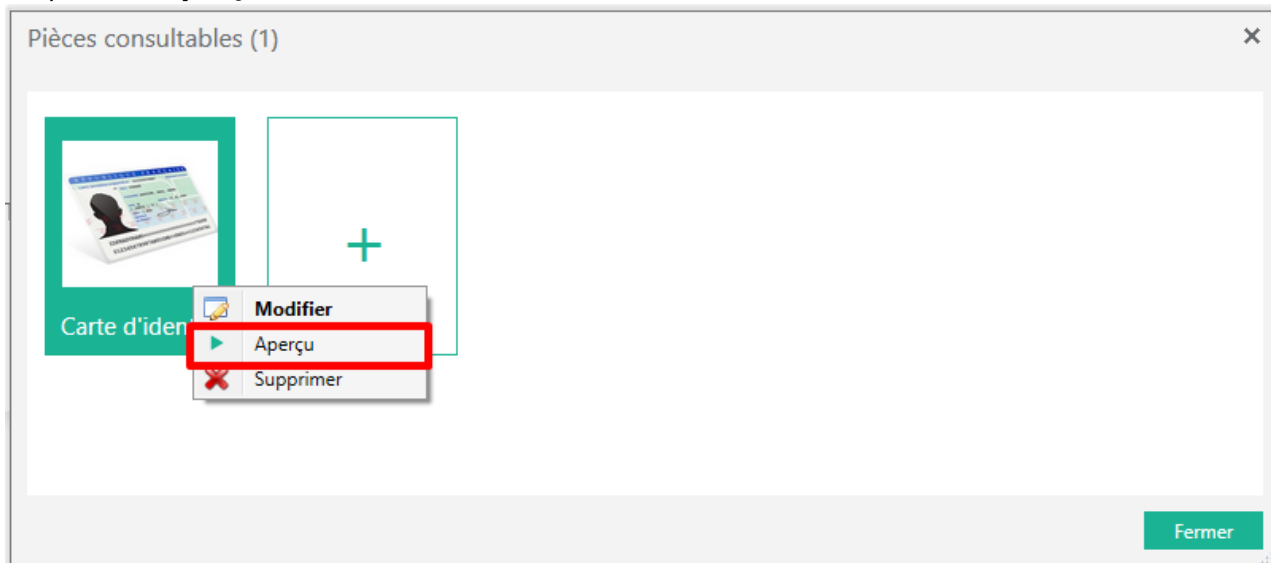 Pièces consultables (1)
Carte d'iden
Modifier
Aperçu
Supprimer
Fermer